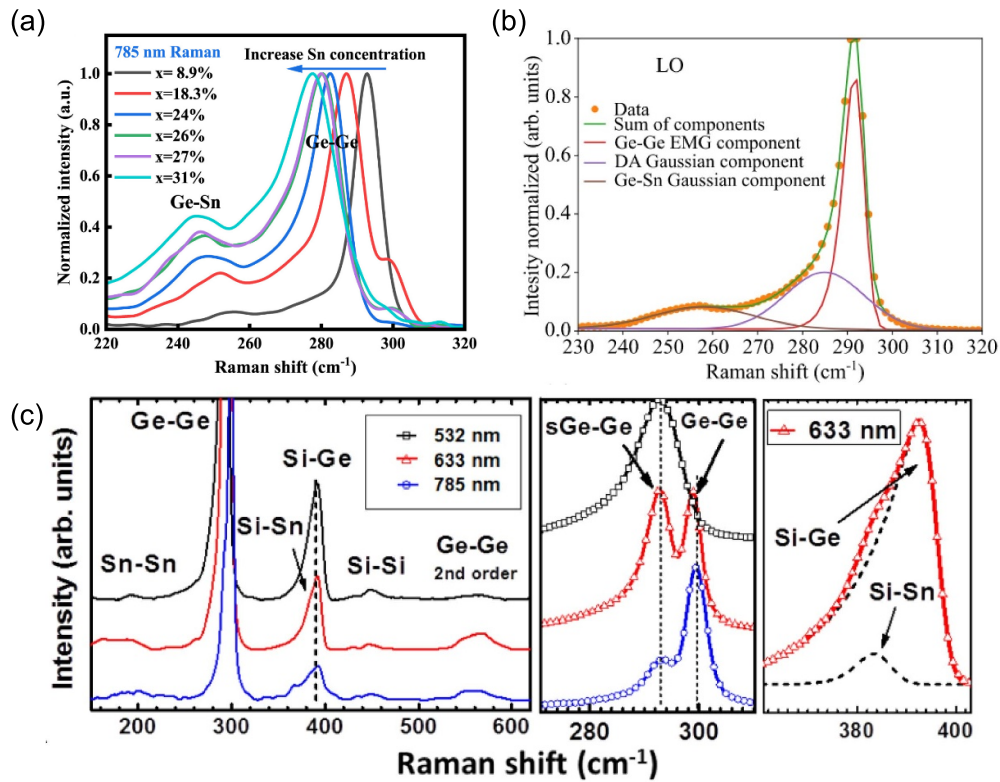 (a)
785 nm Raman
x= 8.9%
x=18.3%
x=24%
x=26%
x=27%
x=31%
Increase Sn concentration
Ge-Ge
Ge-Sn
Normalized intensity (a.u.)
1.0
0.8
0.6
0.4
0.2
0.0
220 240 260 280 300 320
Raman shift (cm-1)
(b)
LO
Data
Sum of components
Ge-Ge EMG component
DA Gaussian component
Ge-Sn Gaussian component
Intesity normalized (arb. units)
1.0
0.8
0.6
0.4
0.2
0.0
230 240 250 260 270 280 290 300 310 320
Raman shift (cm-1)
(c)
Ge-Ge
532 nm
633 nm
785 nm
Si-Ge
Si-Sn
Sn-Sn
Si-Si
Ge-Ge
2nd order
Intensity (arb. units)
200 300 400 500 600
sGe-Ge
Ge-Ge
280 300
633 nm
Si-Ge
Si-Sn
380 400
Raman shift (cm-1)